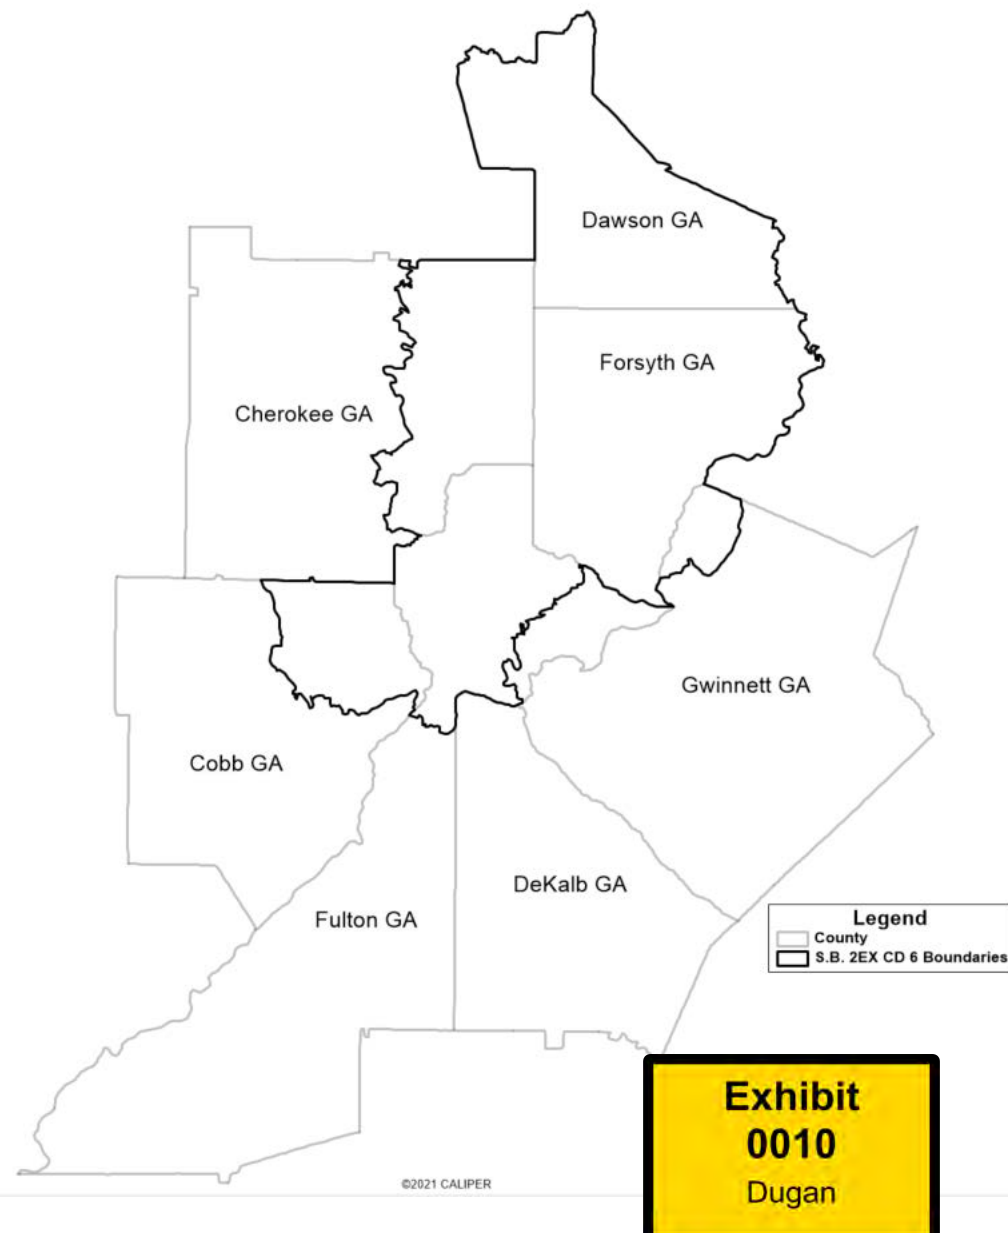 Dawson GA
Forsyth GA
Cherokee GA
Gwinnett GA
Cobb GA
DeKalb GA
Fulton GA
Legend
County
S.B. 2EX CD 6 Boundaries
©2021 CALIPER
Exhibit
0010
Dugan